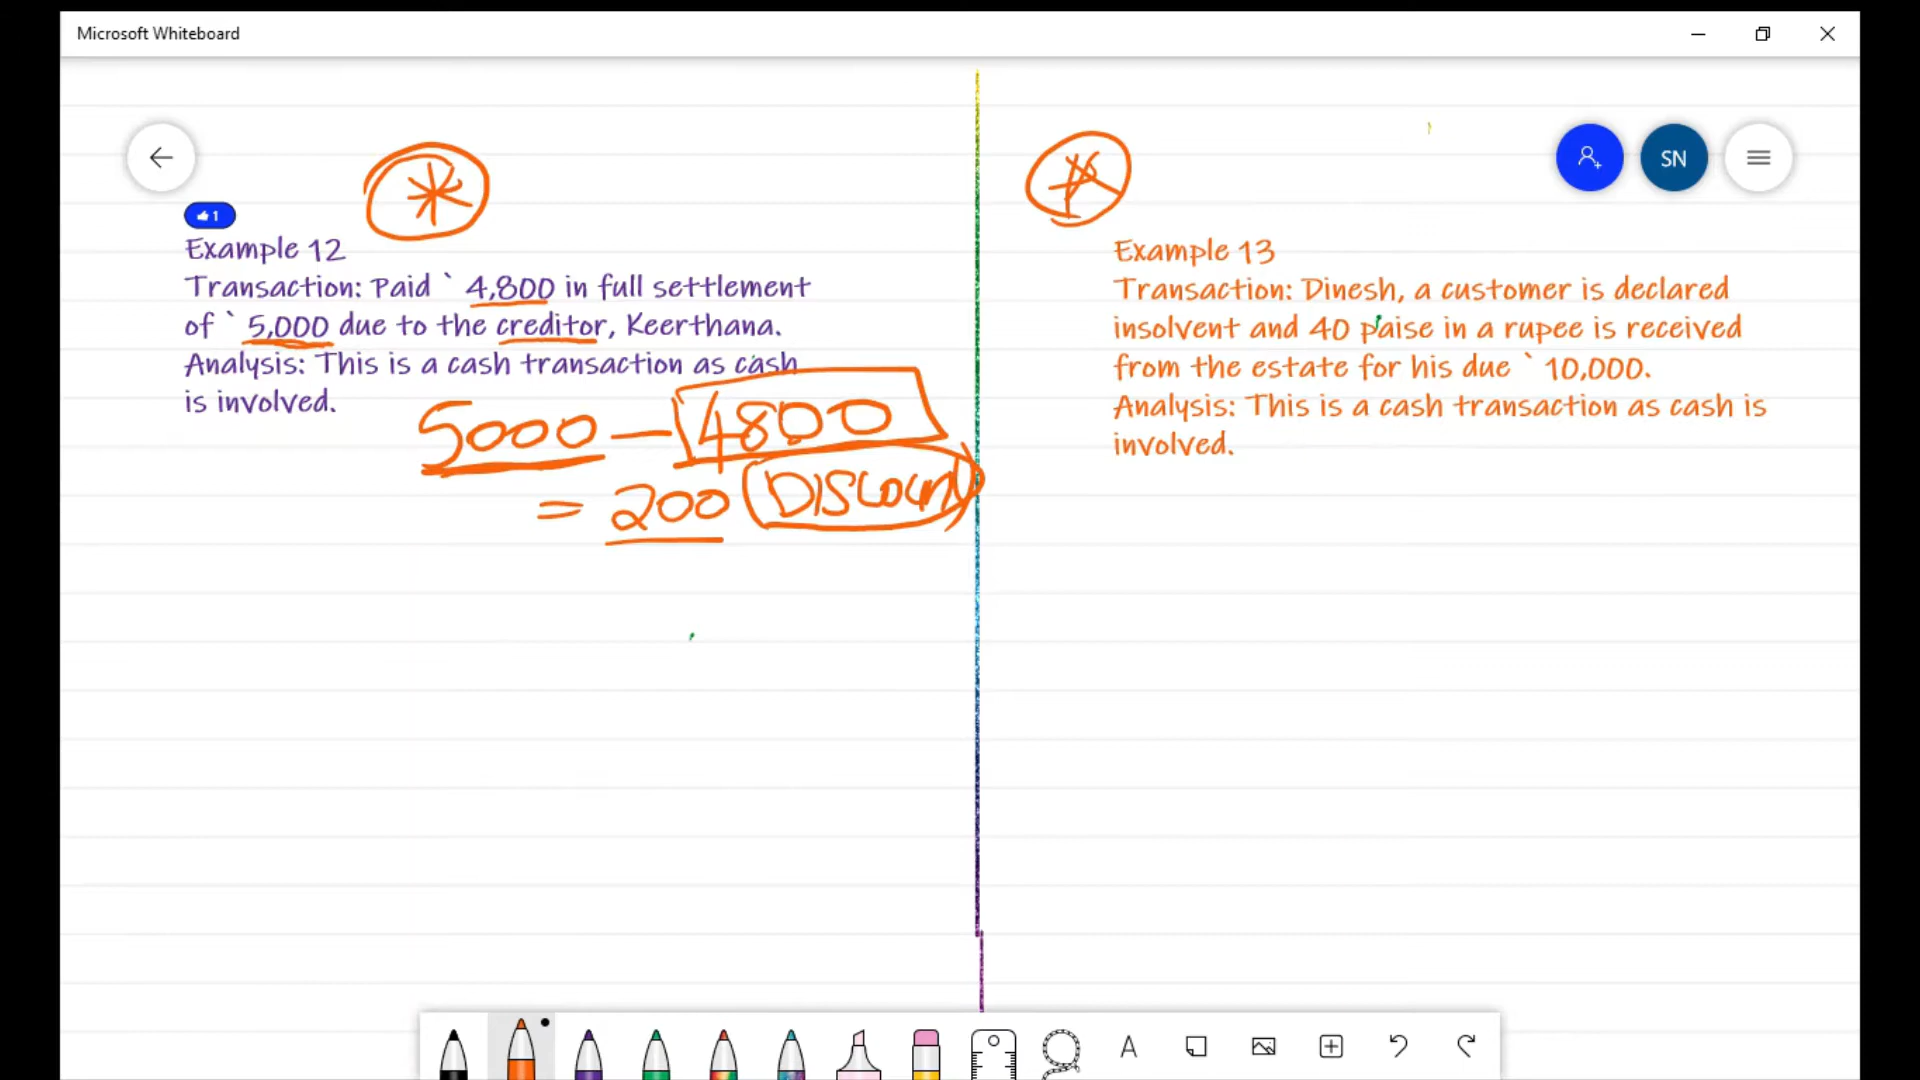 Microsoft Whiteboard
SN
1
Example 12
Transaction: Paid ` 4,800 in full settlement
of ` 5,000 due to the creditor, Keerthana.
Analysis: This is a cash transaction as cash
is involved.
5000 - 4800
= 200 (DISCOUNT)
Example 13
Transaction: Dinesh, a customer is declared
insolvent and 40 paise in a rupee is received
from the estate for his due ` 10,000.
Analysis: This is a cash transaction as cash is
involved.